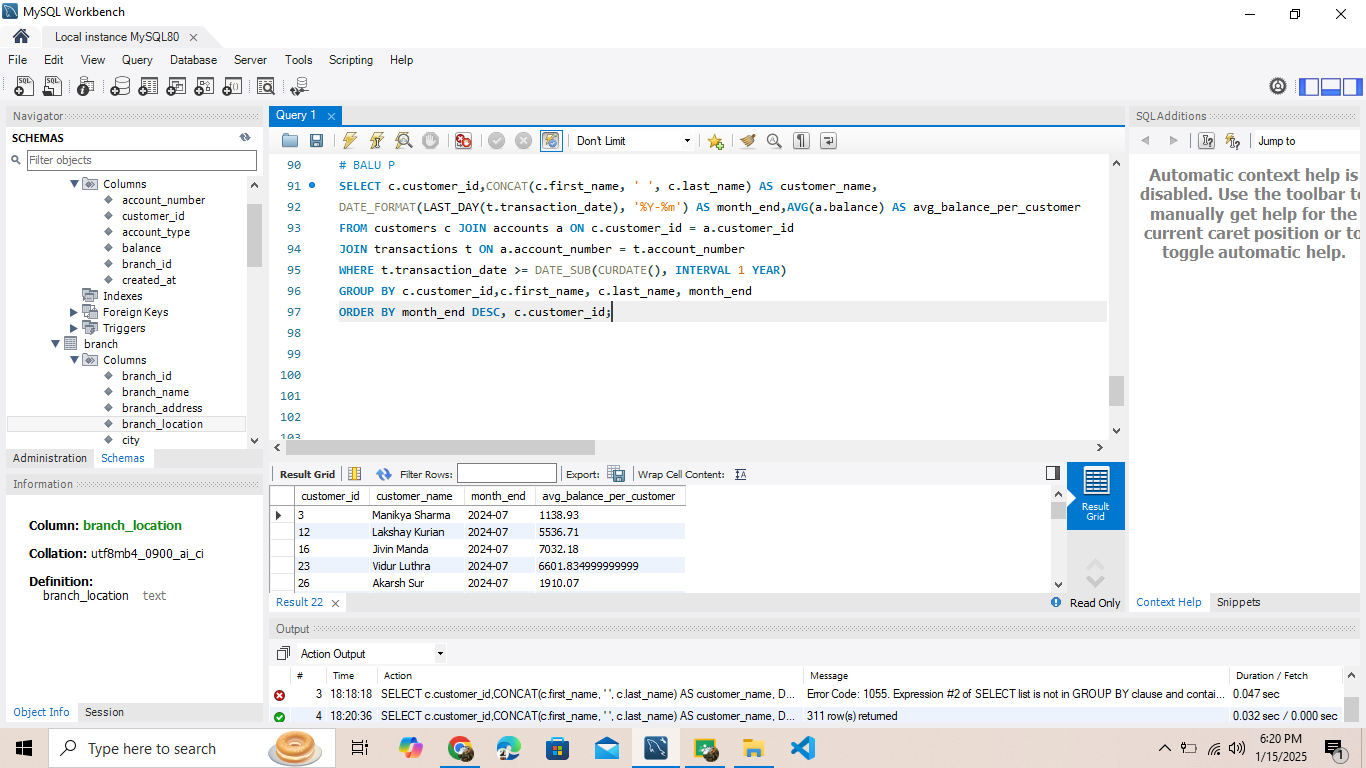 MySQL Workbench
Local instance MySQL80
File Edit View Query Database Server Tools Scripting Help
Navigator
SCHEMAS
Filter objects
Columns
account_number
customer_id
account_type
balance
branch_id
created_at
Indexes
Foreign Keys
Triggers
branch
Columns
branch_id
branch_name
branch_address
branch_location
city
Administration Schemas
Information
Column: branch_location
Collation: utf8mb4_0900_ai_ci
Definition:
branch_location text
Object Info Session
Query 1
Don't Limit
90 # BALU P
91 SELECT c.customer_id,CONCAT(c.first_name, ' ', c.last_name) AS customer_name,
92 DATE_FORMAT(LAST_DAY(t.transaction_date), '%Y-%m') AS month_end,AVG(a.balance) AS avg_balance_per_customer
93 FROM customers c JOIN accounts a ON c.customer_id = a.customer_id
94 JOIN transactions t ON a.account_number = t.account_number
95 WHERE t.transaction_date >= DATE_SUB(CURDATE(), INTERVAL 1 YEAR)
96 GROUP BY c.customer_id,c.first_name, c.last_name, month_end
97 ORDER BY month_end DESC, c.customer_id;
98
99
100
101
102
103
Result Grid Filter Rows: Export: Wrap Cell Content:
customer_id customer_name month_end avg_balance_per_customer
3 Manikya Sharma 2024-07 1138.93
12 Lakshay Kurian 2024-07 5536.71
16 Jivin Manda 2024-07 7032.18
23 Vidur Luthra 2024-07 6601.834999999999
26 Akarsh Sur 2024-07 1910.07
Result
Grid
Result 22 Read Only
SQLAdditions
Jump to
Automatic context help is
disabled. Use the toolbar to
manually get help for the
current caret position or to
toggle automatic help.
Context Help Snippets
Output
Action Output
# Time Action Message Duration / Fetch
3 18:18:18 SELECT c.customer_id,CONCAT(c.first_name, ' ', c.last_name) AS customer_name, D... Error Code: 1055. Expression #2 of SELECT list is not in GROUP BY clause and contai... 0.047 sec
4 18:20:36 SELECT c.customer_id,CONCAT(c.first_name, ' ', c.last_name) AS customer_name, D... 311 row(s) returned 0.032 sec / 0.000 sec
Type here to search
6:20 PM
1/15/2025
1